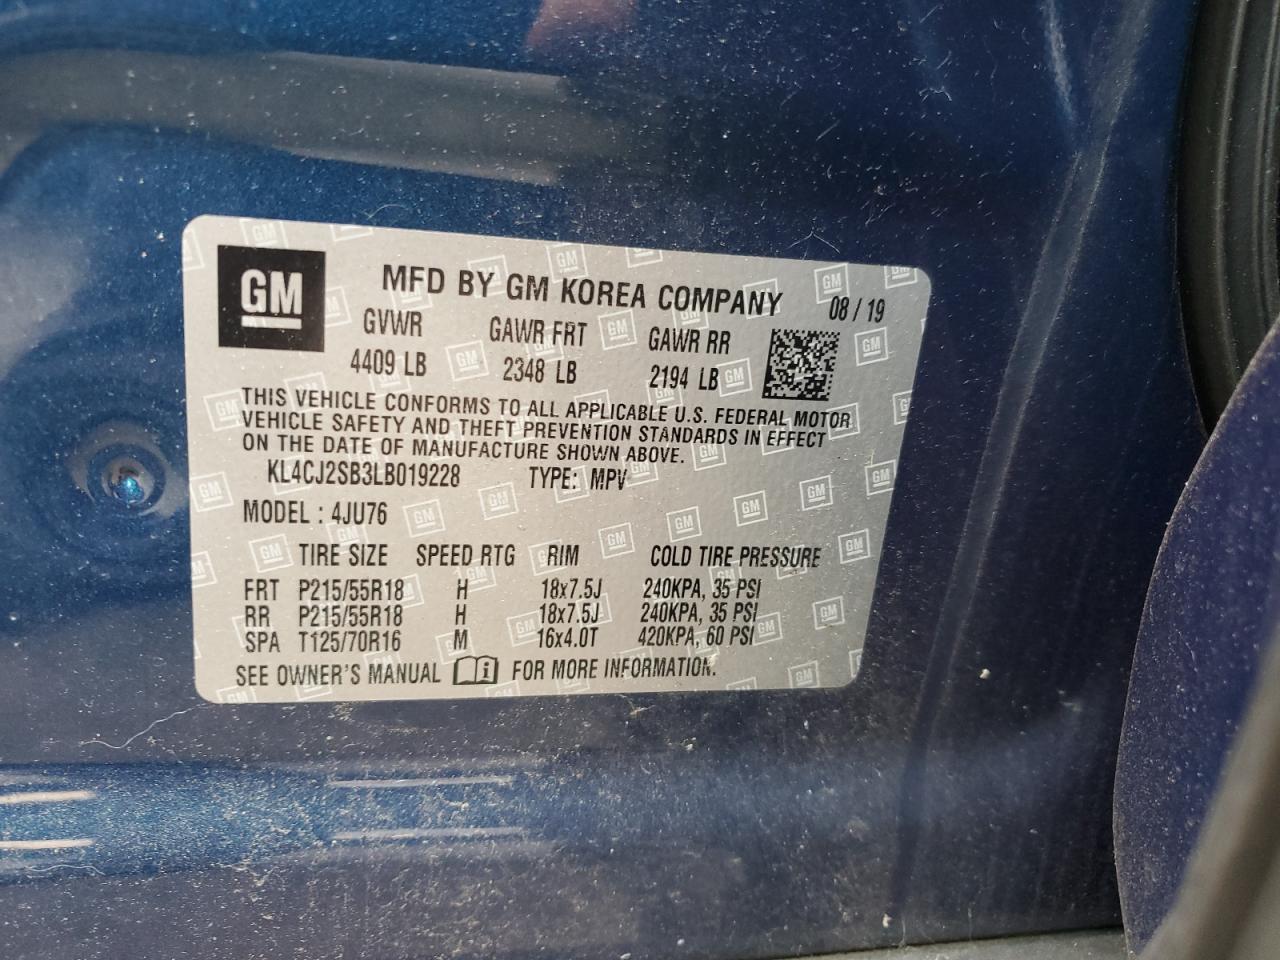 GM MFD BY GM KOREA COMPANY 08 / 19
GVWR GAWR FRT GAWR RR
4409 LB 2348 LB 2194 LB
THIS VEHICLE CONFORMS TO ALL APPLICABLE U.S. FEDERAL MOTOR
VEHICLE SAFETY AND THEFT PREVENTION STANDARDS IN EFFECT
ON THE DATE OF MANUFACTURE SHOWN ABOVE.
KL4CJ2SB3LB019228 TYPE: MPV
MODEL : 4JU76
TIRE SIZE SPEED RTG RIM COLD TIRE PRESSURE
FRT P215/55R18 H 18x7.5J 240KPA, 35 PSI
RR P215/55R18 H 18x7.5J 240KPA, 35 PSI
SPA T125/70R16 M 16x4.0T 420KPA, 60 PSI
SEE OWNER'S MANUAL i FOR MORE INFORMATION.